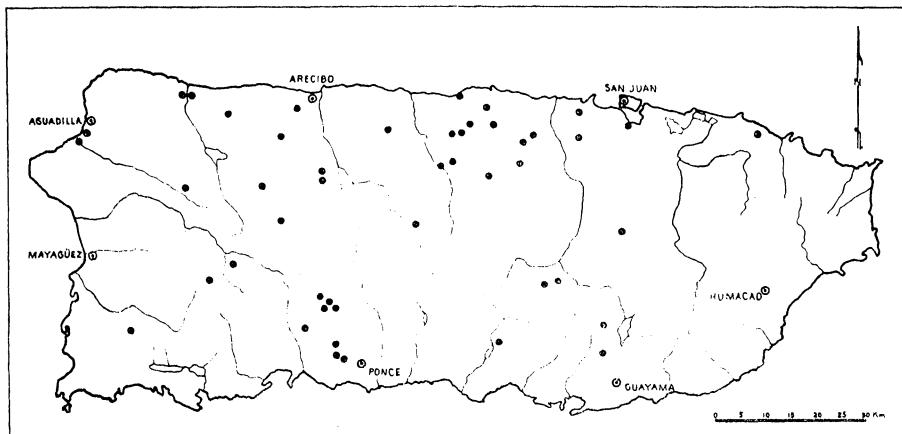 ARECIBO
SAN JUAN
AGUADILLA
MAYAGÜEZ
HUMACAO
PONCE
GUAYAMA
0 5 10 15 20 25 30 Km